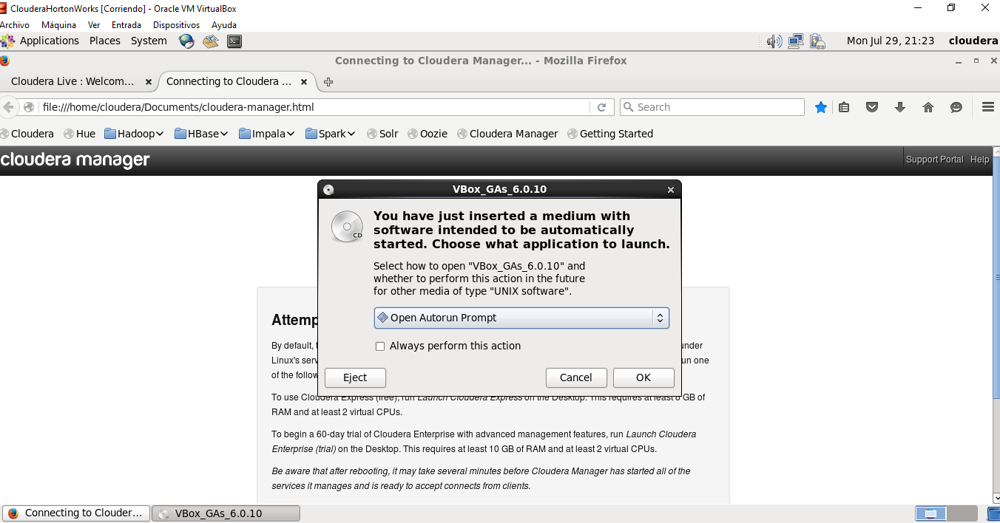 ClouderaHortonWorks [Corriendo] - Oracle VM VirtualBox
Archivo Máquina Ver Entrada Dispositivos Ayuda
Applications Places System Mon Jul 29, 21:23 cloudera
Connecting to Cloudera Manager... - Mozilla Firefox
Cloudera Live : Welcom... Connecting to Cloudera ...
file:///home/cloudera/Documents/cloudera-manager.html Search
Cloudera Hue Hadoop HBase Impala Spark Solr Oozie Cloudera Manager Getting Started
cloudera manager Support Portal Help
VBox_GAs_6.0.10
You have just inserted a medium with
software intended to be automatically
started. Choose what application to launch.
CD
Select how to open "VBox_GAs_6.0.10" and
whether to perform this action in the future
for other media of type "UNIX software".
Open Autorun Prompt
Always perform this action
Eject Cancel OK
Attemp
By default, under
Linux's serv un one
of the follow
To use Cloudera Express (free), run Launch Cloudera Express on the Desktop. This requires at least 8 GB of
RAM and at least 2 virtual CPUs.
To begin a 60-day trial of Cloudera Enterprise with advanced management features, run Launch Cloudera
Enterprise (trial) on the Desktop. This requires at least 10 GB of RAM and at least 2 virtual CPUs.
Be aware that after rebooting, it may take several minutes before Cloudera Manager has started all of the
services it manages and is ready to accept connects from clients.
Connecting to Clouder... VBox_GAs_6.0.10